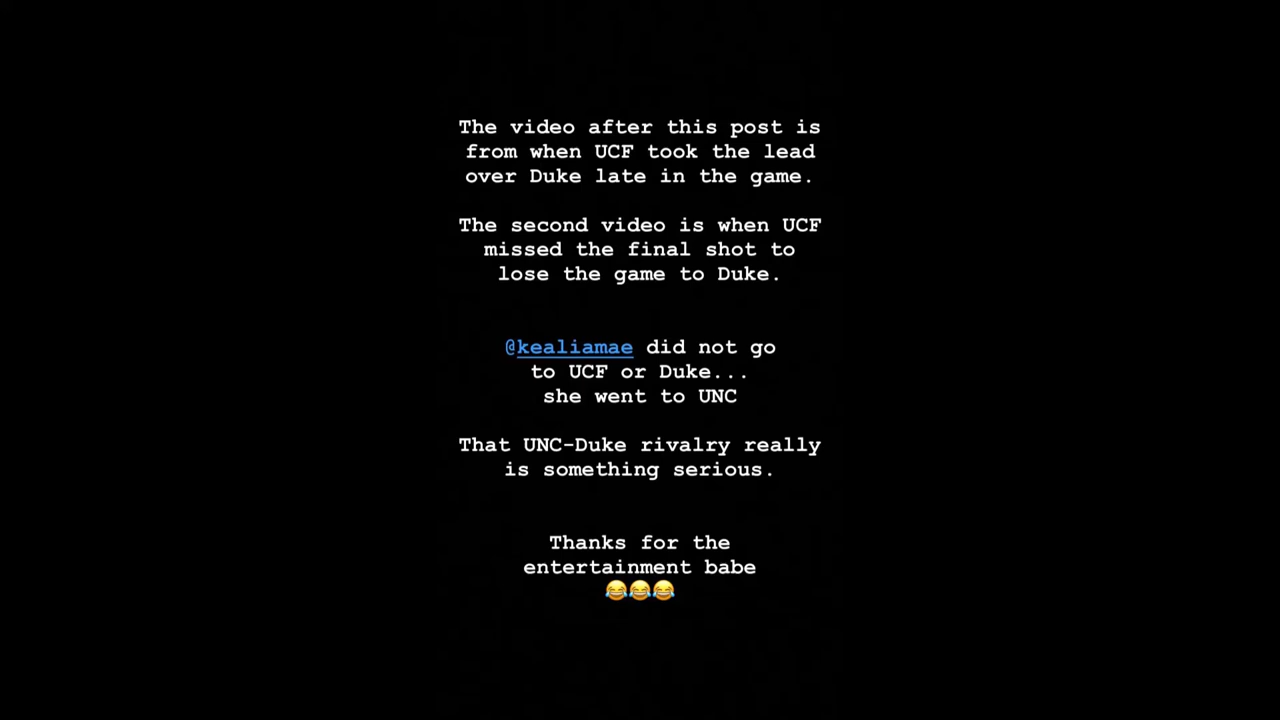 The video after this post is
from when UCF took the lead
over Duke late in the game.
The second video is when UCF
missed the final shot to
lose the game to Duke.
@kealiamae did not go
to UCF or Duke...
she went to UNC
That UNC-Duke rivalry really
is something serious.
Thanks for the
entertainment babe
😂😂😂